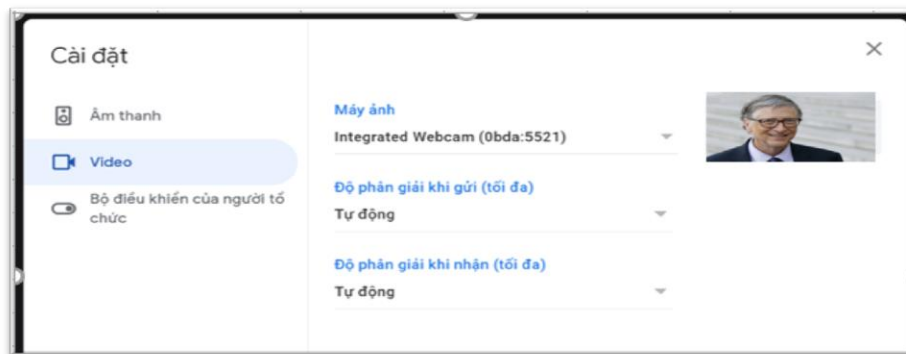 Cài đặt
Âm thanh
Video
Bộ điều khiển của người tổ
chức
Máy ảnh
Integrated Webcam (0bda:5521)
Độ phân giải khi gửi (tối đa)
Tự động
Độ phân giải khi nhận (tối đa)
Tự động